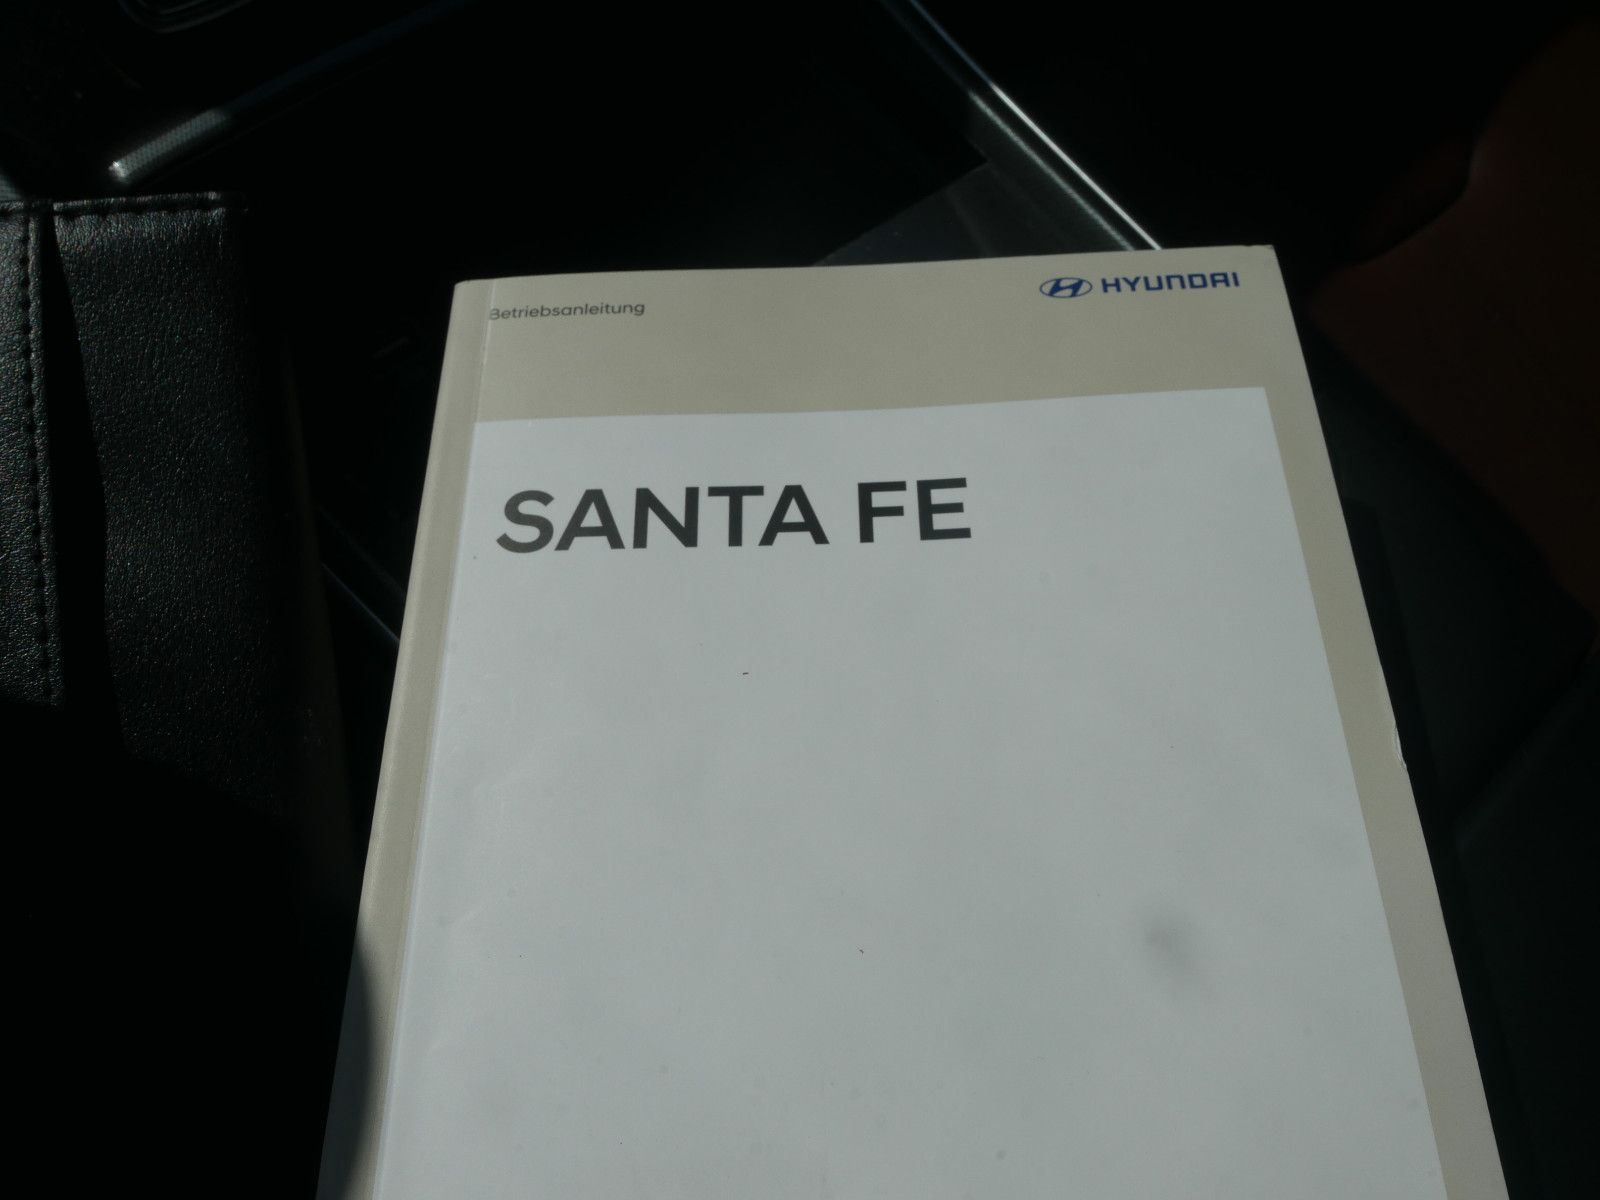 Betriebsanleitung
HYUNDAI
SANTA FE